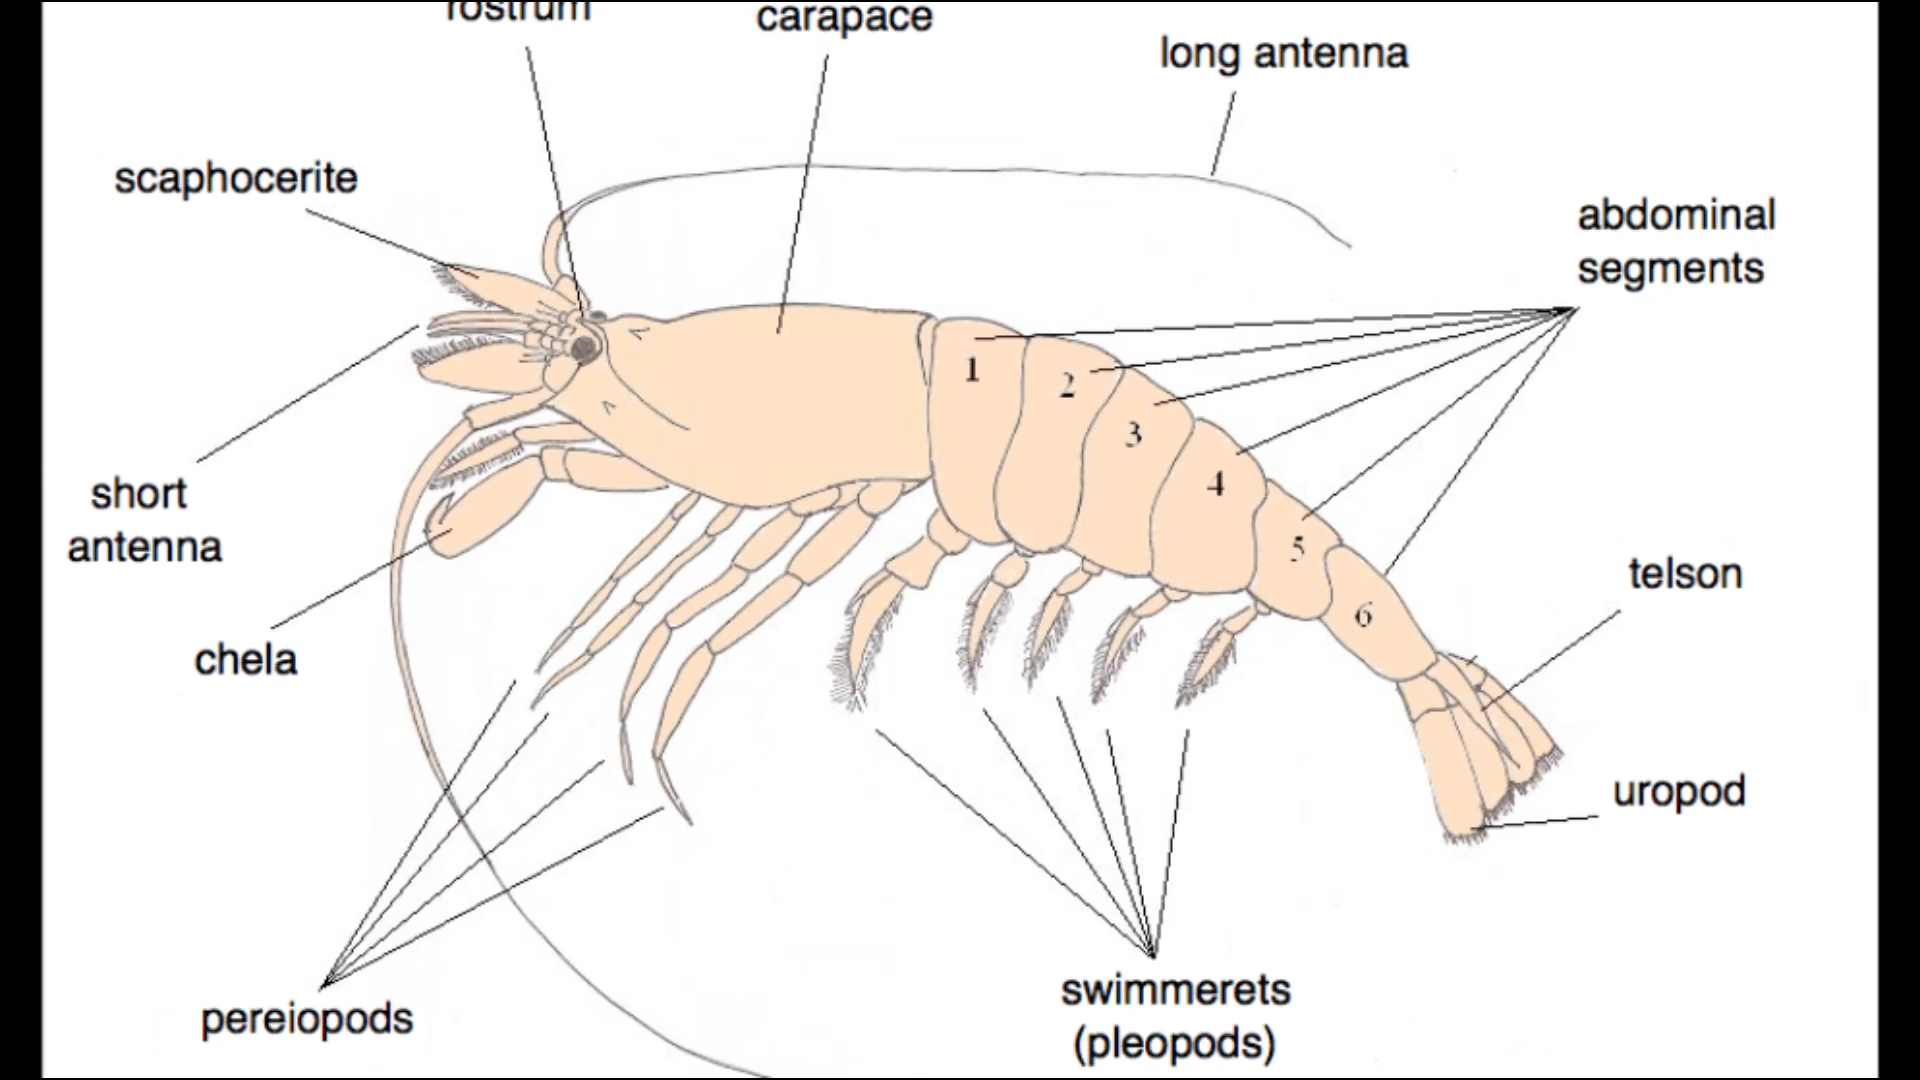 rostrum
carapace
long antenna
scaphocerite
abdominal
segments
1
2
3
4
5
6
short
antenna
chela
telson
uropod
pereiopods
swimmerets
(pleopods)